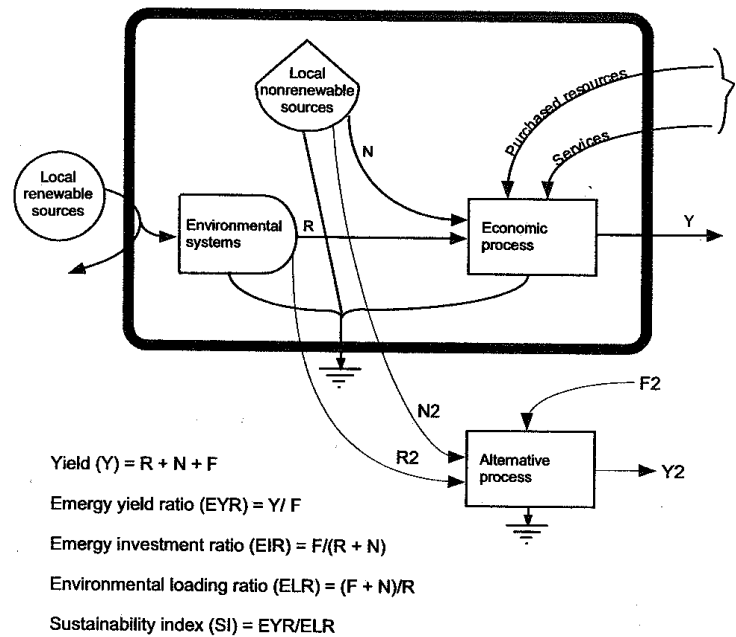 Local
nonrenewable
sources
Purchased resources
Services
N
Local
renewable
sources
Environmental
systems
R
Economic
process
Y
F2
N2
R2
Alternative
process
Y2
Yield (Y) = R + N + F
Emergy yield ratio (EYR) = Y/ F
Emergy investment ratio (EIR) = F/(R + N)
Environmental loading ratio (ELR) = (F + N)/R
Sustainability index (SI) = EYR/ELR